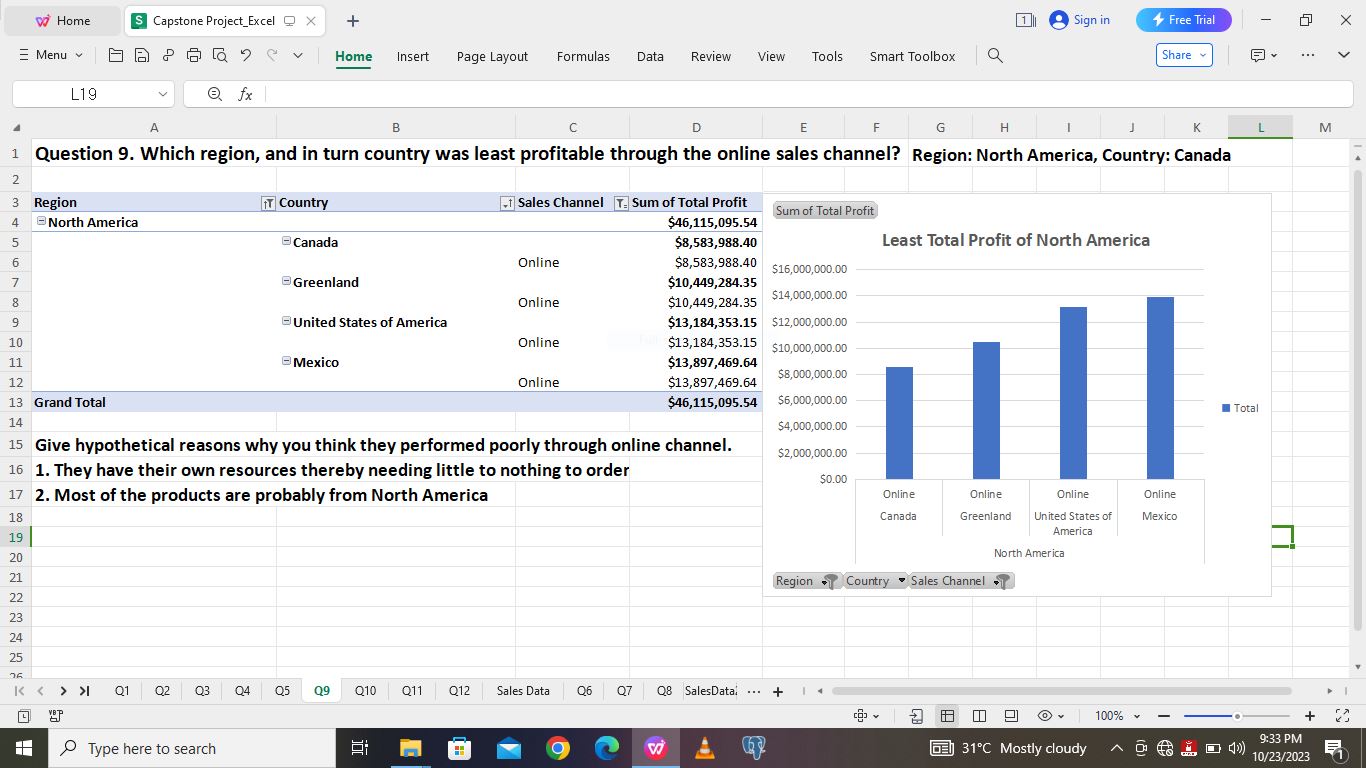 Home
Capstone Project_Excel
Sign in
Free Trial
Menu
Home Insert Page Layout Formulas Data Review View Tools Smart Toolbox
Share
L19
fx
A B C D E F G H I J K L M
1 Question 9. Which region, and in turn country was least profitable through the online sales channel? Region: North America, Country: Canada
2
3 Region Country Sales Channel Sum of Total Profit
4 North America $46,115,095.54
5 Canada $8,583,988.40
6 Online $8,583,988.40
7 Greenland $10,449,284.35
8 Online $10,449,284.35
9 United States of America $13,184,353.15
10 Online $13,184,353.15
11 Mexico $13,897,469.64
12 Online $13,897,469.64
13 Grand Total $46,115,095.54
14
15 Give hypothetical reasons why you think they performed poorly through online channel.
16 1. They have their own resources thereby needing little to nothing to order
17 2. Most of the products are probably from North America
18
19
20
21
22
23
24
25
26
Sum of Total Profit
Least Total Profit of North America
$16,000,000.00
$14,000,000.00
$12,000,000.00
$10,000,000.00
$8,000,000.00
$6,000,000.00
$4,000,000.00
$2,000,000.00
$0.00
Total
Online Online Online Online
Canada Greenland United States of America Mexico
North America
Region Country Sales Channel
Q1 Q2 Q3 Q4 Q5 Q9 Q10 Q11 Q12 Sales Data Q6 Q7 Q8 SalesData
100%
Type here to search
31°C Mostly cloudy
9:33 PM
10/23/2023
1